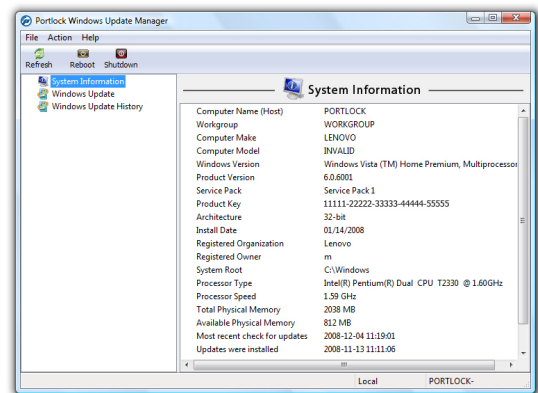 Portlock Windows Update Manager
File Action Help
Refresh Reboot Shutdown
System Information
Windows Update
Windows Update History
System Information
Computer Name (Host) PORTLOCK
Workgroup WORKGROUP
Computer Make LENOVO
Computer Model INVALID
Windows Version Windows Vista (TM) Home Premium, Multiprocessor
Product Version 6.0.6001
Service Pack Service Pack 1
Product Key 11111-22222-33333-44444-55555
Architecture 32-bit
Install Date 01/14/2008
Registered Organization Lenovo
Registered Owner m
System Root C:\Windows
Processor Type Intel(R) Pentium(R) Dual CPU T2330 @ 1.60GHz
Processor Speed 1.59 GHz
Total Physical Memory 2038 MB
Available Physical Memory 812 MB
Most recent check for updates 2008-12-04 11:19:01
Updates were installed 2008-11-13 11:11:06
Local PORTLOCK-